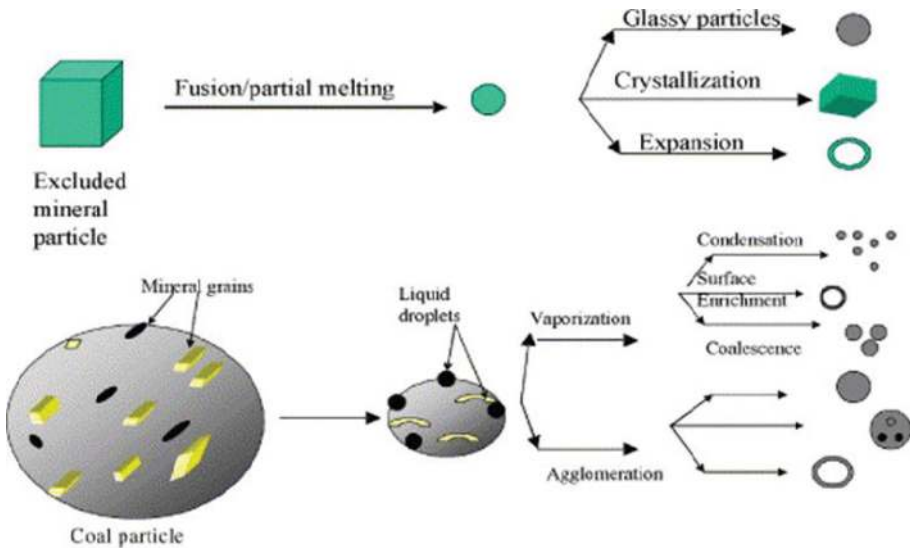 Glassy particles
Fusion/partial melting
Crystallization
Expansion
Excluded
mineral
particle
Mineral grains
Liquid
droplets
Vaporization
Condensation
Surface
Enrichment
Coalescence
Agglomeration
Coal particle